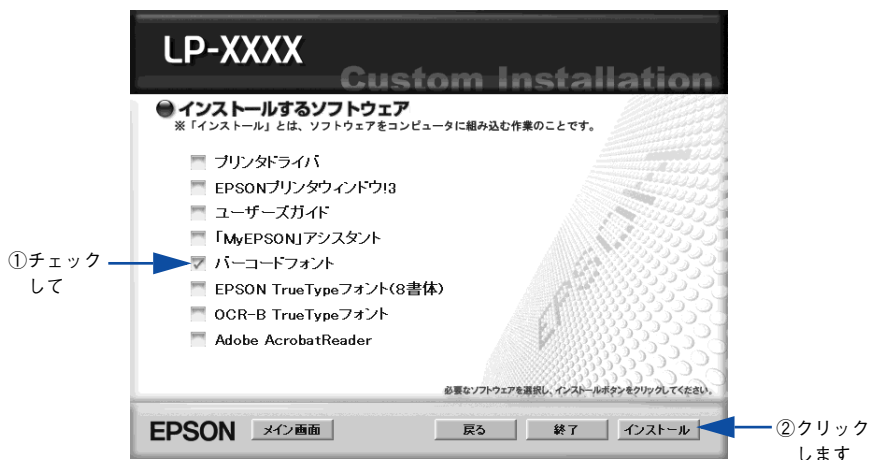 LP-XXXX
Custom Installation
インストールするソフトウェア
※「インストール」とは、ソフトウェアをコンピュータに組み込む作業のことです。
プリンタドライバ
EPSONプリンタウィンドウ!3
ユーザーズガイド
「MyEPSON」アシスタント
①チェック
して
バーコードフォント
EPSON TrueTypeフォント(8書体)
OCR-B TrueTypeフォント
Adobe AcrobatReader
EPSON
必要なソフトウェアを選択し、インストールボタンをクリックしてください。
EPSON
メイン画面
戻る
終了
インストール
②クリック
します